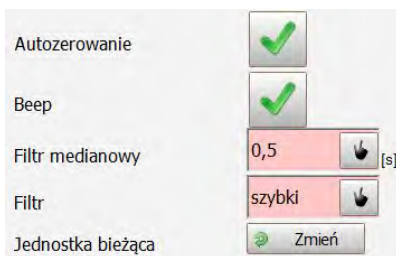 Autozerowanie
Beep
Filtr medianowy 0,5 [s]
Filtr szybki
Jednostka bieżąca Zmień